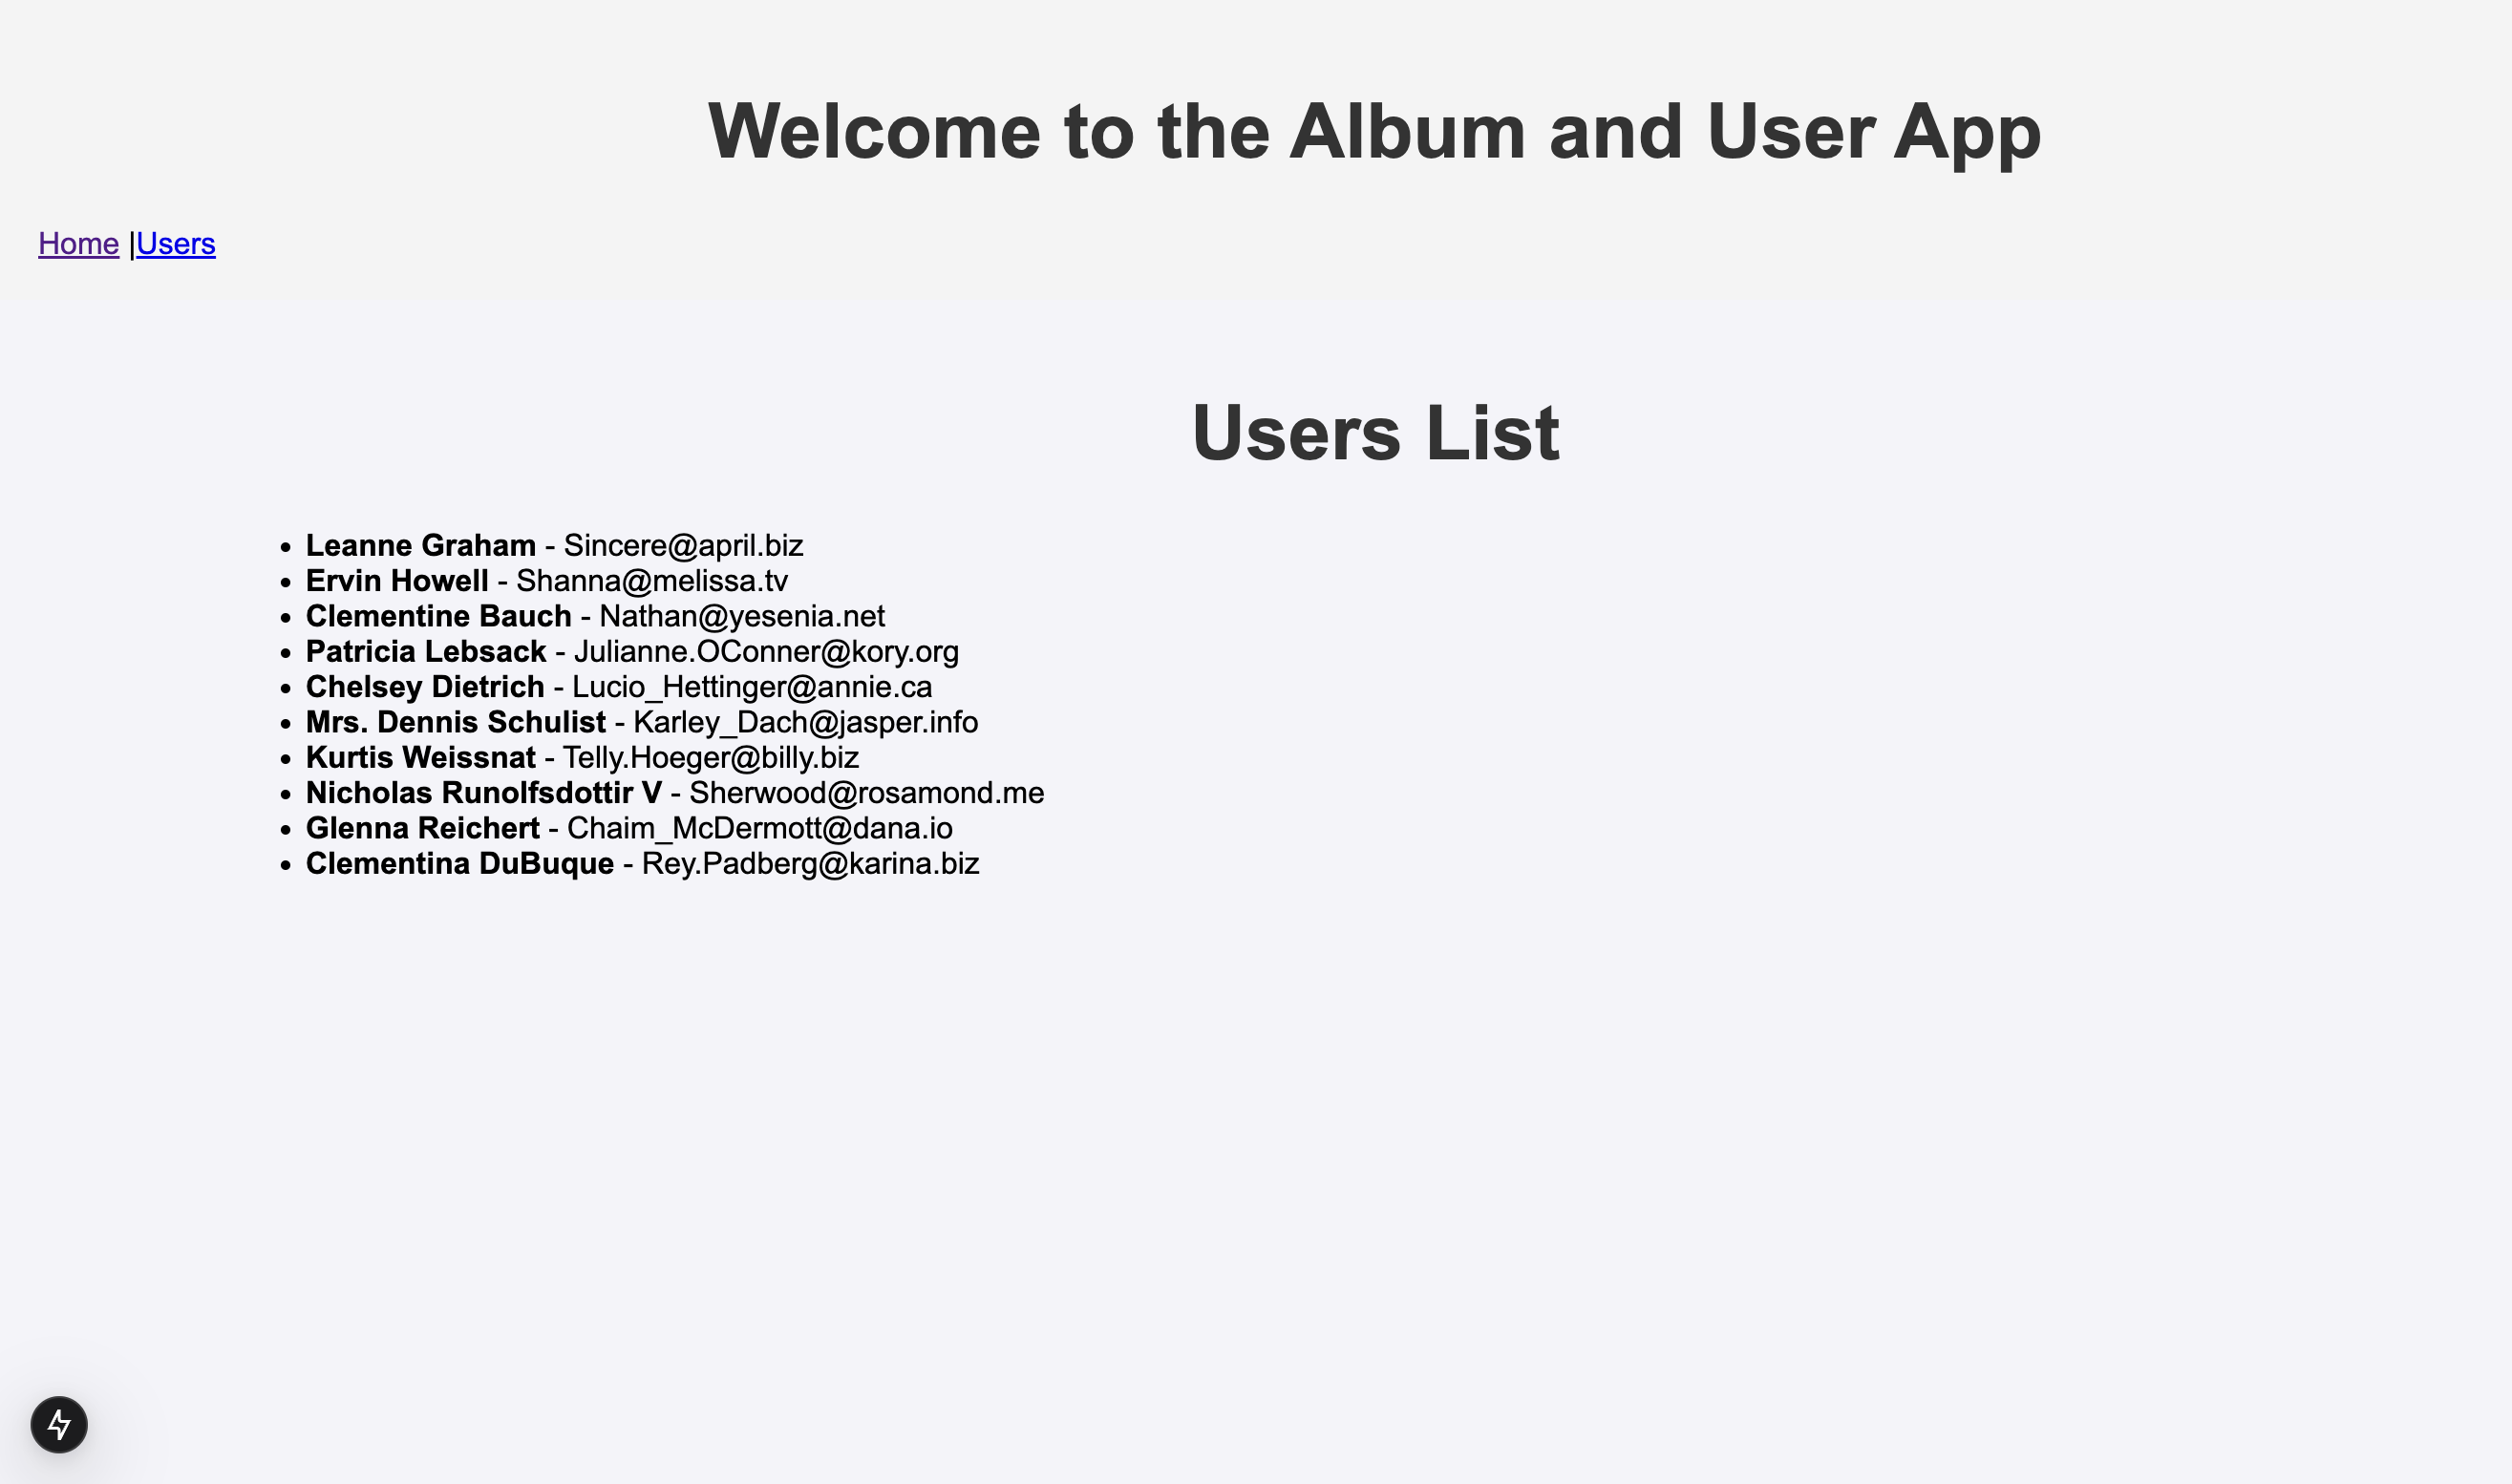 Welcome to the Album and User App
Home |Users
Users List
• Leanne Graham - Sincere@april.biz
• Ervin Howell - Shanna@melissa.tv
• Clementine Bauch - Nathan@yesenia.net
• Patricia Lebsack - Julianne.OConner@kory.org
• Chelsey Dietrich - Lucio_Hettinger@annie.ca
• Mrs. Dennis Schulist - Karley_Dach@jasper.info
• Kurtis Weissnat - Telly.Hoeger@billy.biz
• Nicholas Runolfsdottir V - Sherwood@rosamond.me
• Glenna Reichert - Chaim_McDermott@dana.io
• Clementina DuBuque - Rey.Padberg@karina.biz